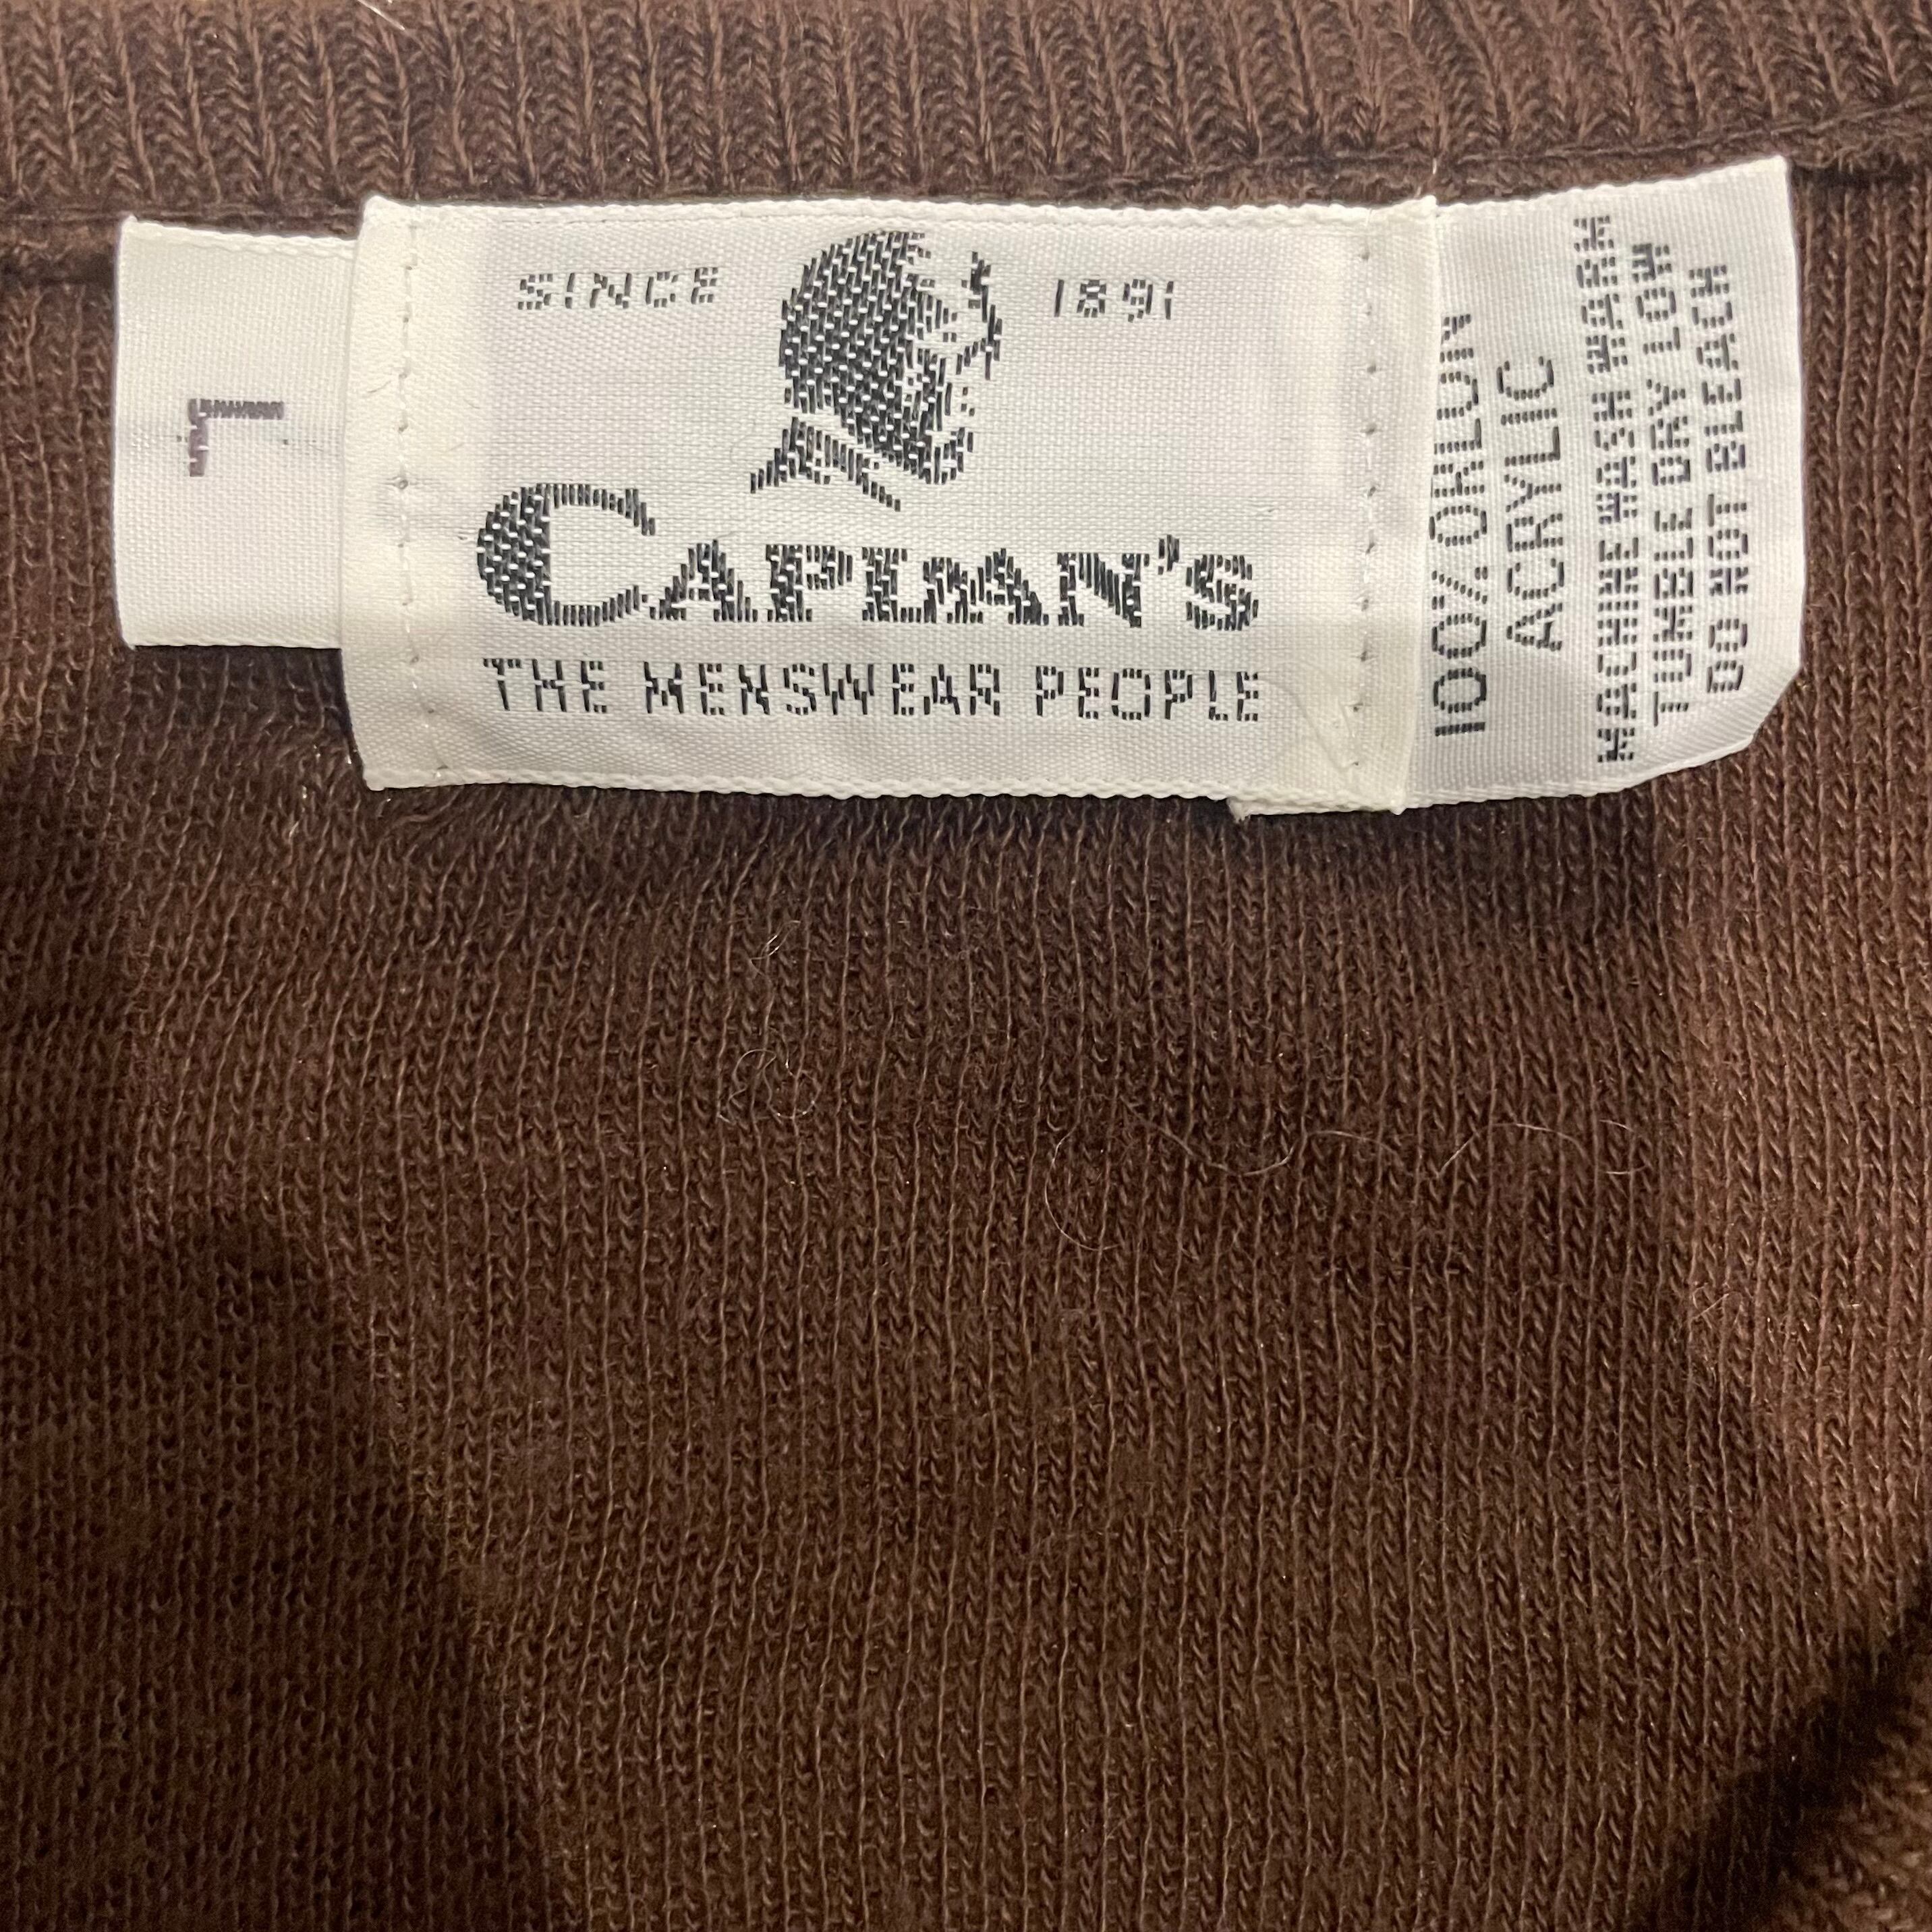 L
SINCE 1891
CAPLAN'S
THE MENSWEAR PEOPLE
100% ORLON
ACRYLIC
MACHINE WASH WARM
TUMBLE DRY LOW
DO NOT BLEACH